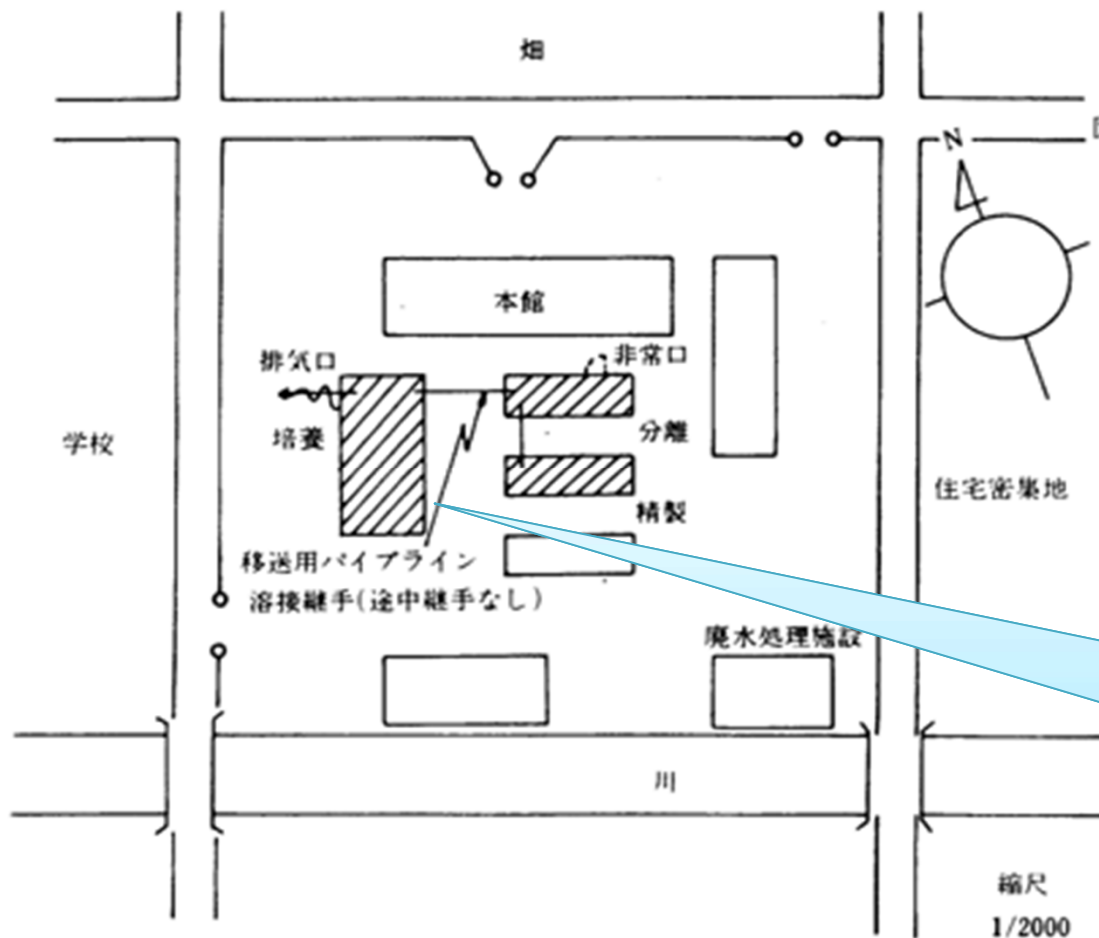 畑
N
本館
排気口
非常口
学校
培養
分離
住宅密集地
精製
移送用パイプライン
溶接継手(途中継手なし)
廃水処理施設
川
縮尺
1/2000